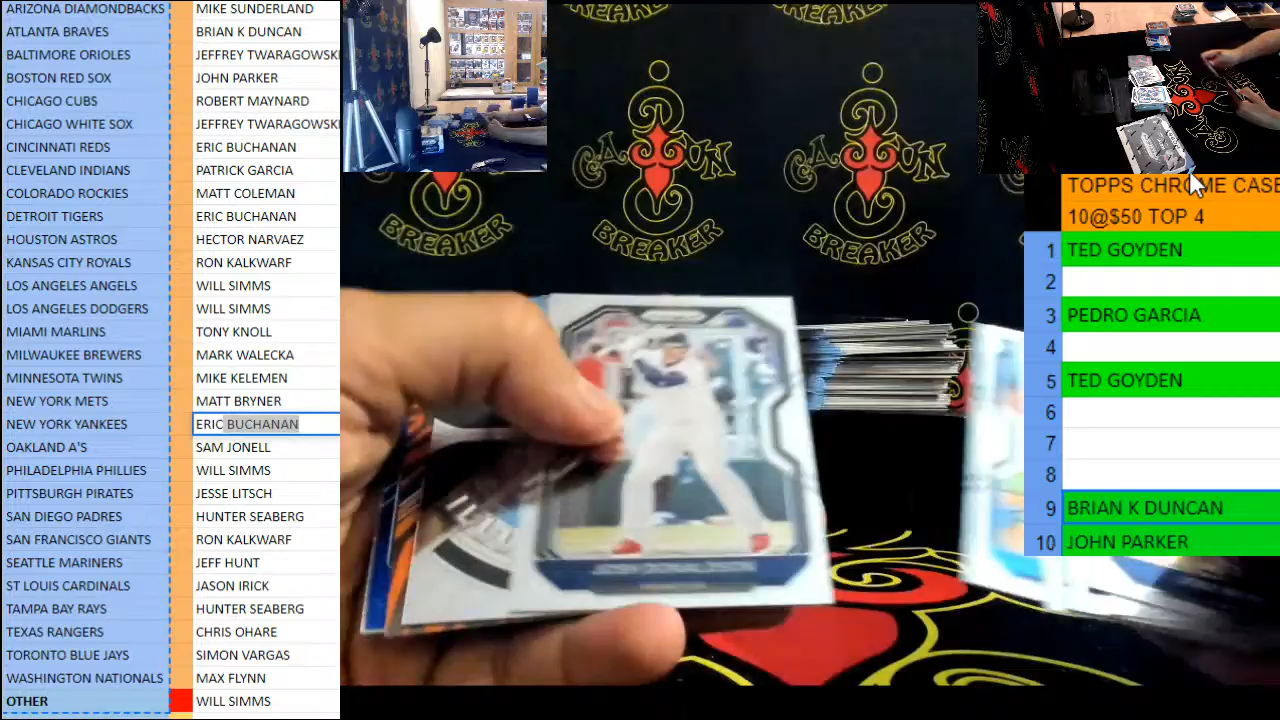 ARIZONA DIAMONDBACKS MIKE SUNDERLAND
ATLANTA BRAVES BRIAN K DUNCAN
BALTIMORE ORIOLES JEFFREY TWARAGOWSKI
BOSTON RED SOX JOHN PARKER
CHICAGO CUBS ROBERT MAYNARD
CHICAGO WHITE SOX JEFFREY TWARAGOWSKI
CINCINNATI REDS ERIC BUCHANAN
CLEVELAND INDIANS PATRICK GARCIA
COLORADO ROCKIES MATT COLEMAN
DETROIT TIGERS ERIC BUCHANAN
HOUSTON ASTROS HECTOR NARVAEZ
KANSAS CITY ROYALS RON KALKWARF
LOS ANGELES ANGELS WILL SIMMS
LOS ANGELES DODGERS WILL SIMMS
MIAMI MARLINS TONY KNOLL
MILWAUKEE BREWERS MARK WALECKA
MINNESOTA TWINS MIKE KELEMEN
NEW YORK METS MATT BRYNER
NEW YORK YANKEES ERIC BUCHANAN
OAKLAND A'S SAM JONELL
PHILADELPHIA PHILLIES WILL SIMMS
PITTSBURGH PIRATES JESSE LITSCH
SAN DIEGO PADRES HUNTER SEABERG
SAN FRANCISCO GIANTS RON KALKWARF
SEATTLE MARINERS JEFF HUNT
ST LOUIS CARDINALS JASON IRICK
TAMPA BAY RAYS HUNTER SEABERG
TEXAS RANGERS CHRIS OHARE
TORONTO BLUE JAYS SIMON VARGAS
WASHINGTON NATIONALS MAX FLYNN
OTHER WILL SIMMS
BREAKER
BREAKER
CA UN
BREAKER
CA UN
BREAKER
BREAKER
TOPPS CHROME CASE
10@$50 TOP 4
1 TED GOYDEN
2
3 PEDRO GARCIA
4
5 TED GOYDEN
6
7
8
9 BRIAN K DUNCAN
10 JOHN PARKER